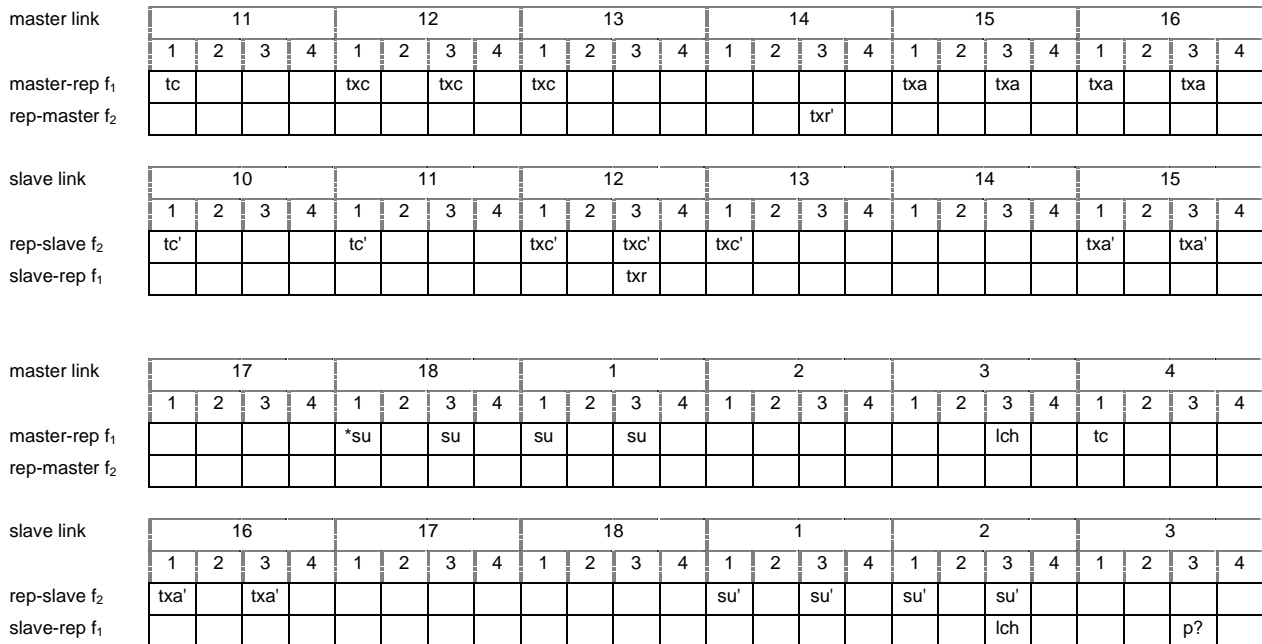 master link 11 12 13 14 15 16
1 2 3 4 1 2 3 4 1 2 3 4 1 2 3 4 1 2 3 4 1 2 3 4
master-rep f₁ tc txc txc txc txa txa txa txa
rep-master f₂ txr'
slave link 10 11 12 13 14 15
1 2 3 4 1 2 3 4 1 2 3 4 1 2 3 4 1 2 3 4 1 2 3 4
rep-slave f₂ tc' tc' txc' txc' txc' txa' txa'
slave-rep f₁ txr
master link 17 18 1 2 3 4
1 2 3 4 1 2 3 4 1 2 3 4 1 2 3 4 1 2 3 4 1 2 3 4
master-rep f₁ *su su su su lch tc
rep-master f₂
slave link 16 17 18 1 2 3
1 2 3 4 1 2 3 4 1 2 3 4 1 2 3 4 1 2 3 4 1 2 3 4
rep-slave f₂ txa' txa' su' su' su' su'
slave-rep f₁ lch p?